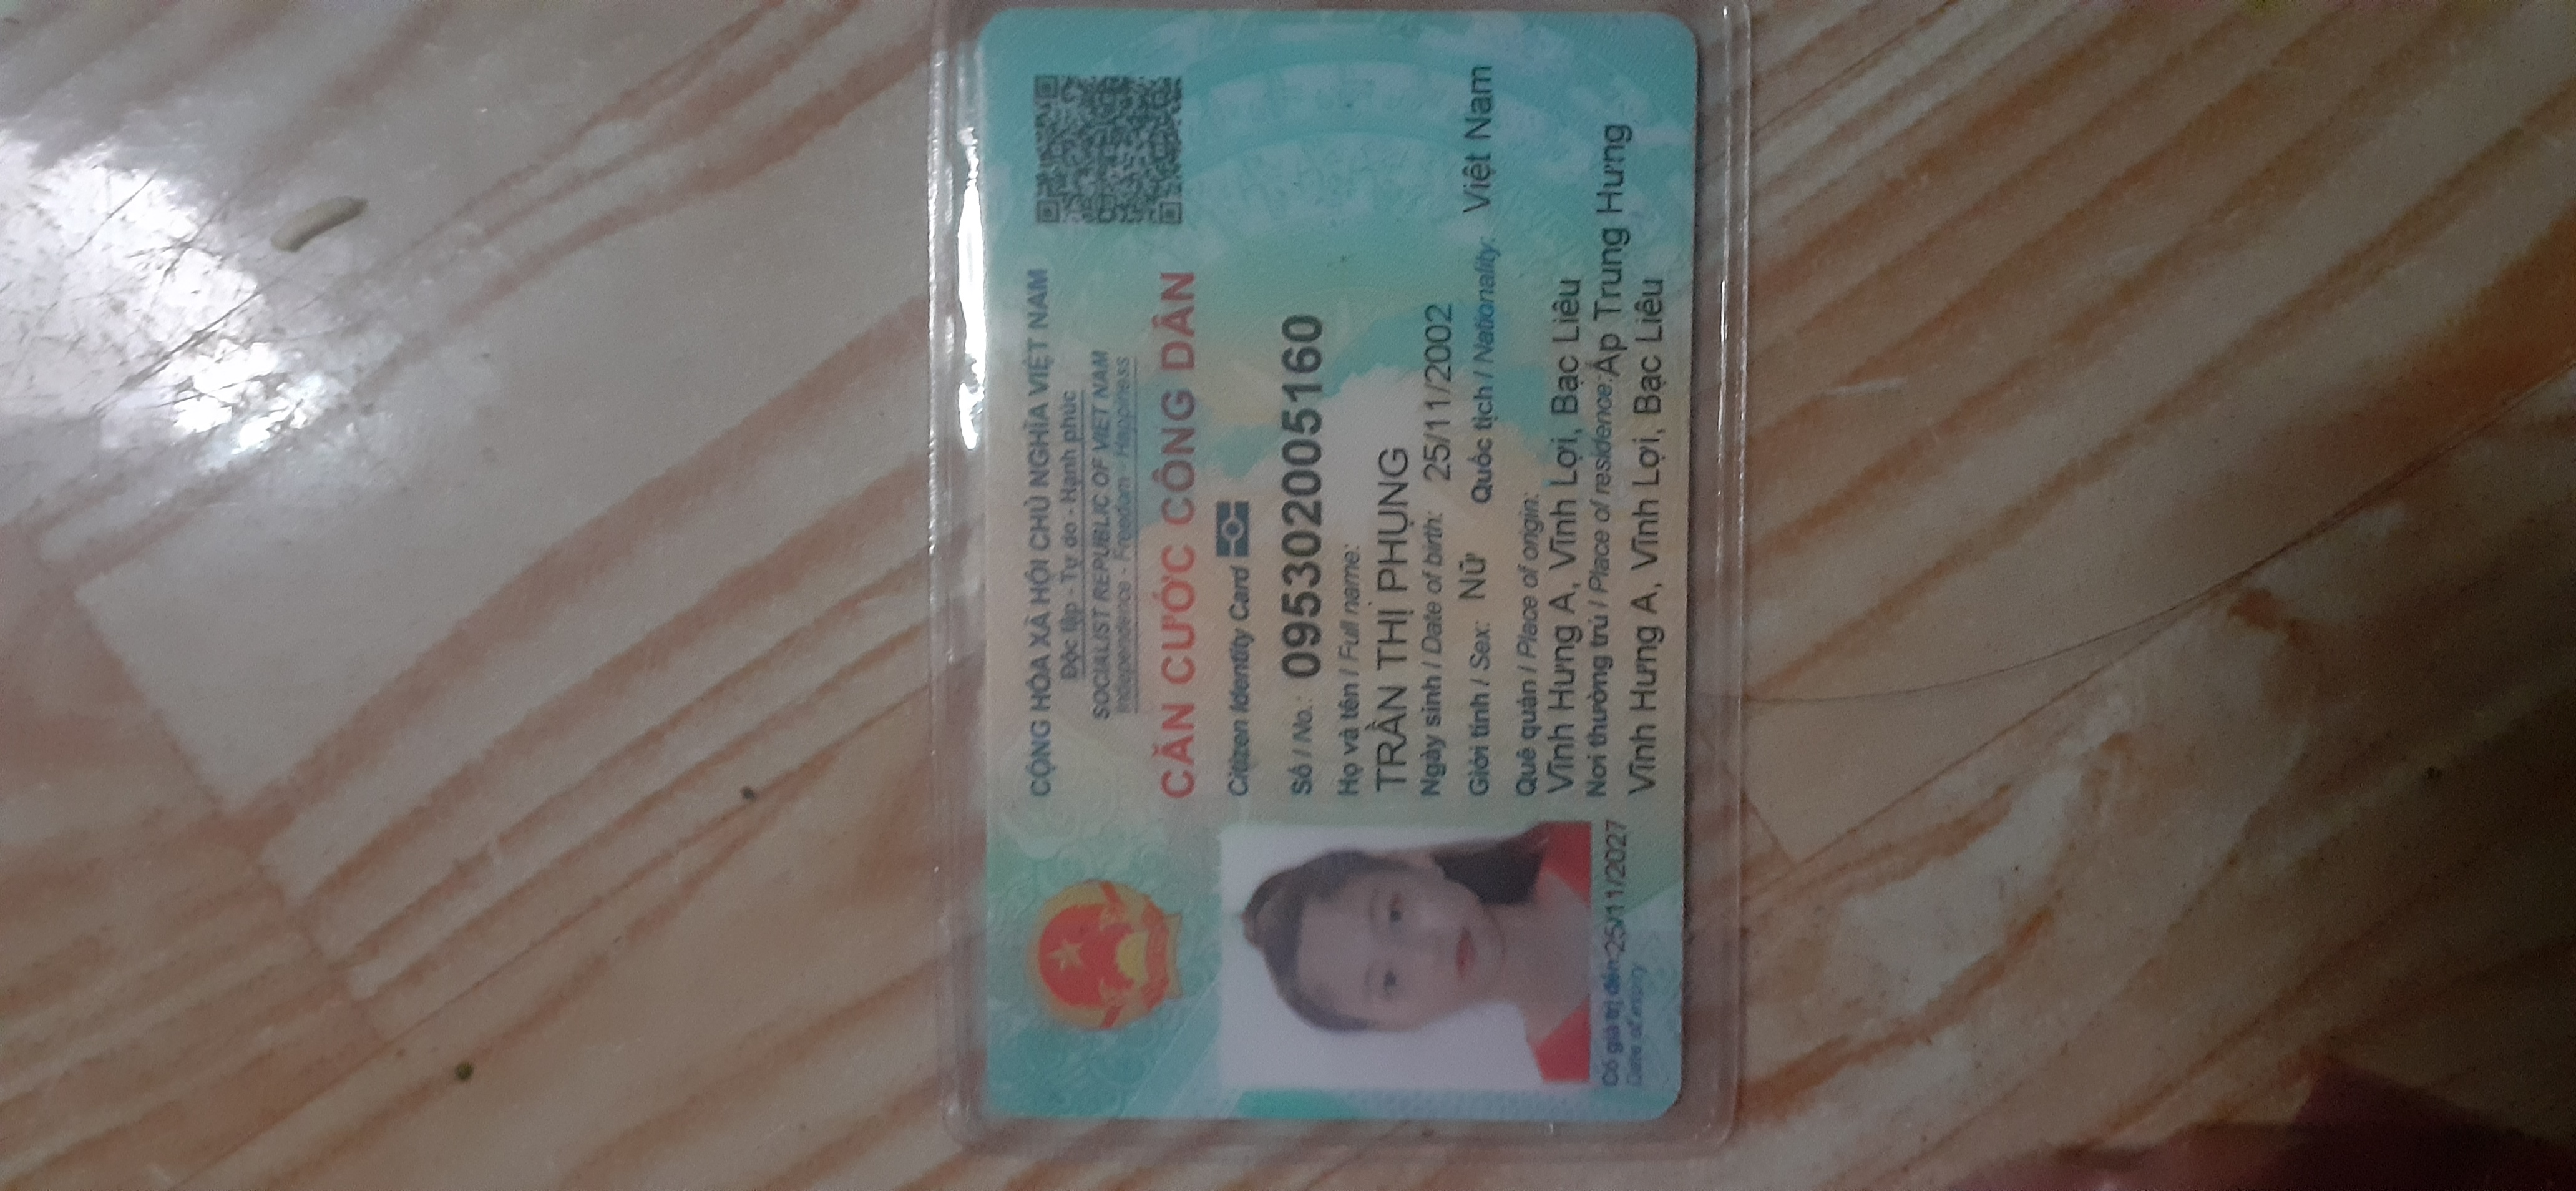 CỘNG HÒA XÃ HỘI CHỦ NGHĨA VIỆT NAM
Độc lập - Tự do - Hạnh phúc
SOCIALIST REPUBLIC OF VIET NAM
Independence - Freedom - Happiness
CĂN CƯỚC CÔNG DÂN
Citizen Identity Card
Số / No.: 095302005160
Họ và tên / Full name:
TRẦN THỊ PHỤNG
Ngày sinh / Date of birth: 25/11/2002
Giới tính / Sex: Nữ Quốc tịch / Nationality: Việt Nam
Quê quán / Place of origin:
Vĩnh Hưng A, Vĩnh Lợi, Bạc Liêu
Nơi thường trú / Place of residence: Ấp Trung Hưng
Vĩnh Hưng A, Vĩnh Lợi, Bạc Liêu
Có giá trị đến: 25/11/2027
Date of expiry